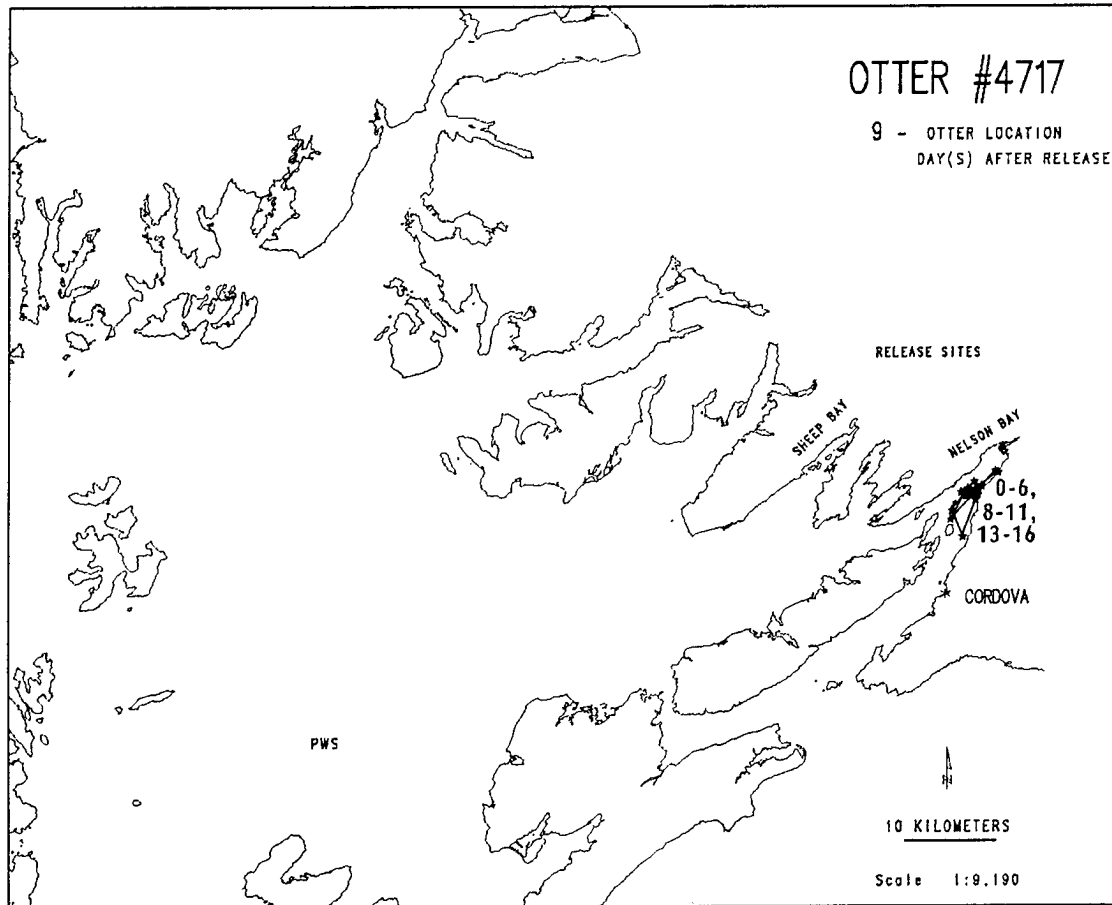 OTTER #4717
9 - OTTER LOCATION
DAY(S) AFTER RELEASE
RELEASE SITES
SHEEP BAY
NELSON BAY
0-6,
8-11,
13-16
CORDOVA
PWS
N
10 KILOMETERS
Scale 1:9,190